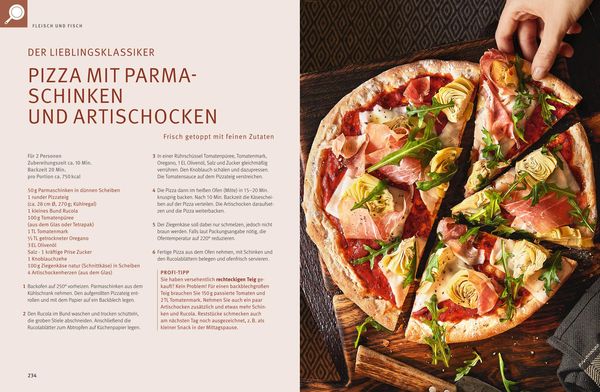 FLEISCH UND FISCH
DER LIEBLINGSKLASSIKER
PIZZA MIT PARMA-
SCHINKEN
UND ARTISCHOCKEN
Frisch getoppt mit feinen Zutaten
Für 2 Personen
Zubereitungszeit ca. 10 Min.
Backzeit 20 Min.
pro Portion ca. 750 kcal
50 g Parmaschinken in dünnen Scheiben
1 runder Pizzateig
(ca. 28 cm Ø, 270 g; Kühlregal)
1 kleines Bund Rucola
100 g Tomatenpüree
(aus dem Glas oder Tetrapak)
1 TL Tomatenmark
½ TL getrockneter Oregano
1 EL Olivenöl
Salz · 1 kräftige Prise Zucker
1 Knoblauchzehe
100 g Ziegenkäse natur (Schnittkäse) in Scheiben
4 Artischockenherzen (aus dem Glas)
1 Backofen auf 250° vorheizen. Parmaschinken aus dem
Kühlschrank nehmen. Den aufgerollten Pizzateig entrollen
rollen und mit dem Papier auf ein Backblech legen.
2 Den Rucola im Bund waschen und trocken schütteln,
die groben Stiele abschneiden. Anschließend die
Rucolablätter zum Abtropfen auf Küchenpapier legen.
3 In einer Rührschüssel Tomatenpüree, Tomatenmark,
Oregano, 1 EL Olivenöl, Salz und Zucker gleichmäßig
verrühren. Den Knoblauch schälen und dazupressen.
Die Tomatensauce auf dem Pizzateig verstreichen.
4 Die Pizza dann im heißen Ofen (Mitte) in 15–20 Min.
knusprig backen. Nach 10 Min. Backzeit die Käseschei-
ben auf der Pizza verteilen. Die Artischocken daraufset-
zen und die Pizza weiterbacken.
5 Der Ziegenkäse soll dabei nur schmelzen, jedoch nicht
braun werden. Falls laut Packungsangabe nötig, die
Ofentemperatur auf 220° reduzieren.
6 Fertige Pizza aus dem Ofen nehmen, mit Schinken und
den Rucolablättern belegen und ofenfrisch servieren.
PROFI-TIPP
Sie haben versehentlich rechteckigen Teig ge-
kauft? Kein Problem! Für einen backblechgroßen
Teig brauchen Sie 150 g passierte Tomaten und
2 TL Tomatenmark. Nehmen Sie auch ein paar
Artischocken zusätzlich und etwas mehr Schin-
ken und Rucola. Reststücke schmecken auch
am nächsten Tag noch ausgezeichnet, z. B. als
kleiner Snack in der Mittagspause.
234